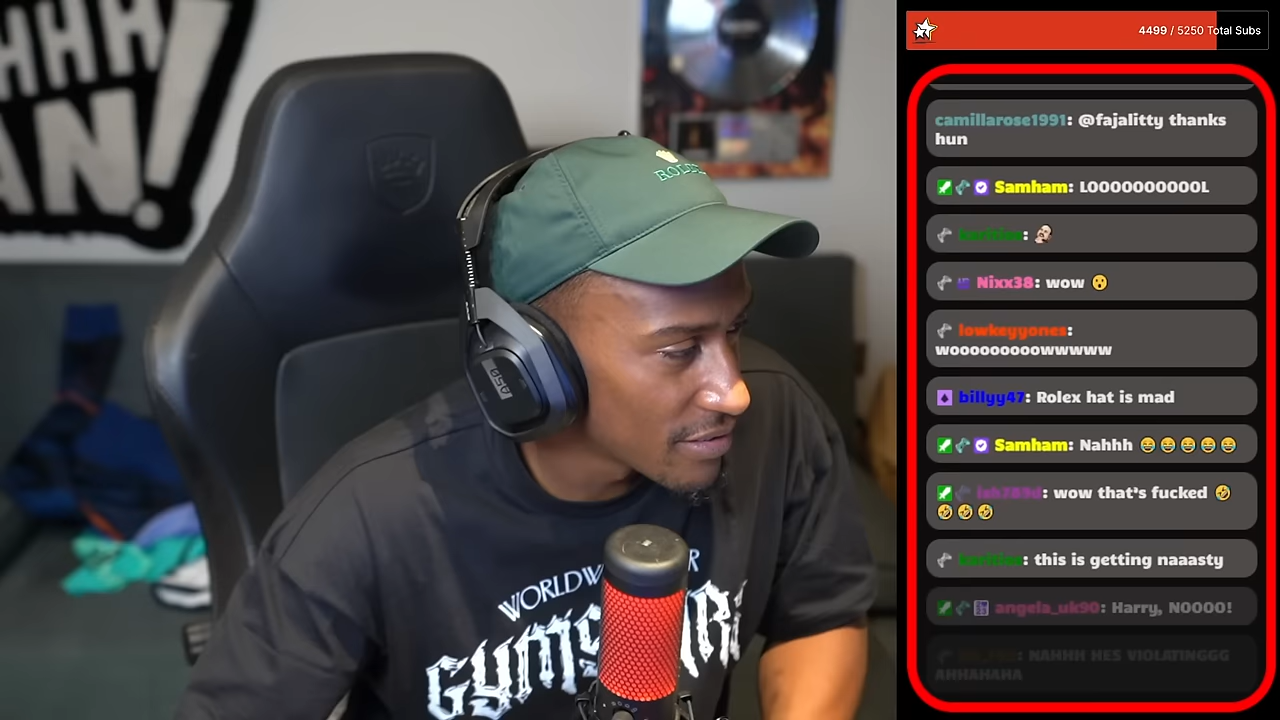 HHH
AN!
ROLEX
A50
WORLDW
R
4499 / 5250 Total Subs
camillarose1991: @fajalitty thanks
hun
Samham: LOOOOOOOOOOL
Nixx38: wow 😲
lowkeyyones:
wooooooooowwwww
billyy47: Rolex hat is mad
Samham: Nahhh 😂😂😂😂😂
: wow that's fucked 🤣
🤣🤣🤣
: this is getting naaasty
angela_uk90: Harry, NOOOO!
: NAHHH HES VIOLATINGGG
AHHAHAHA